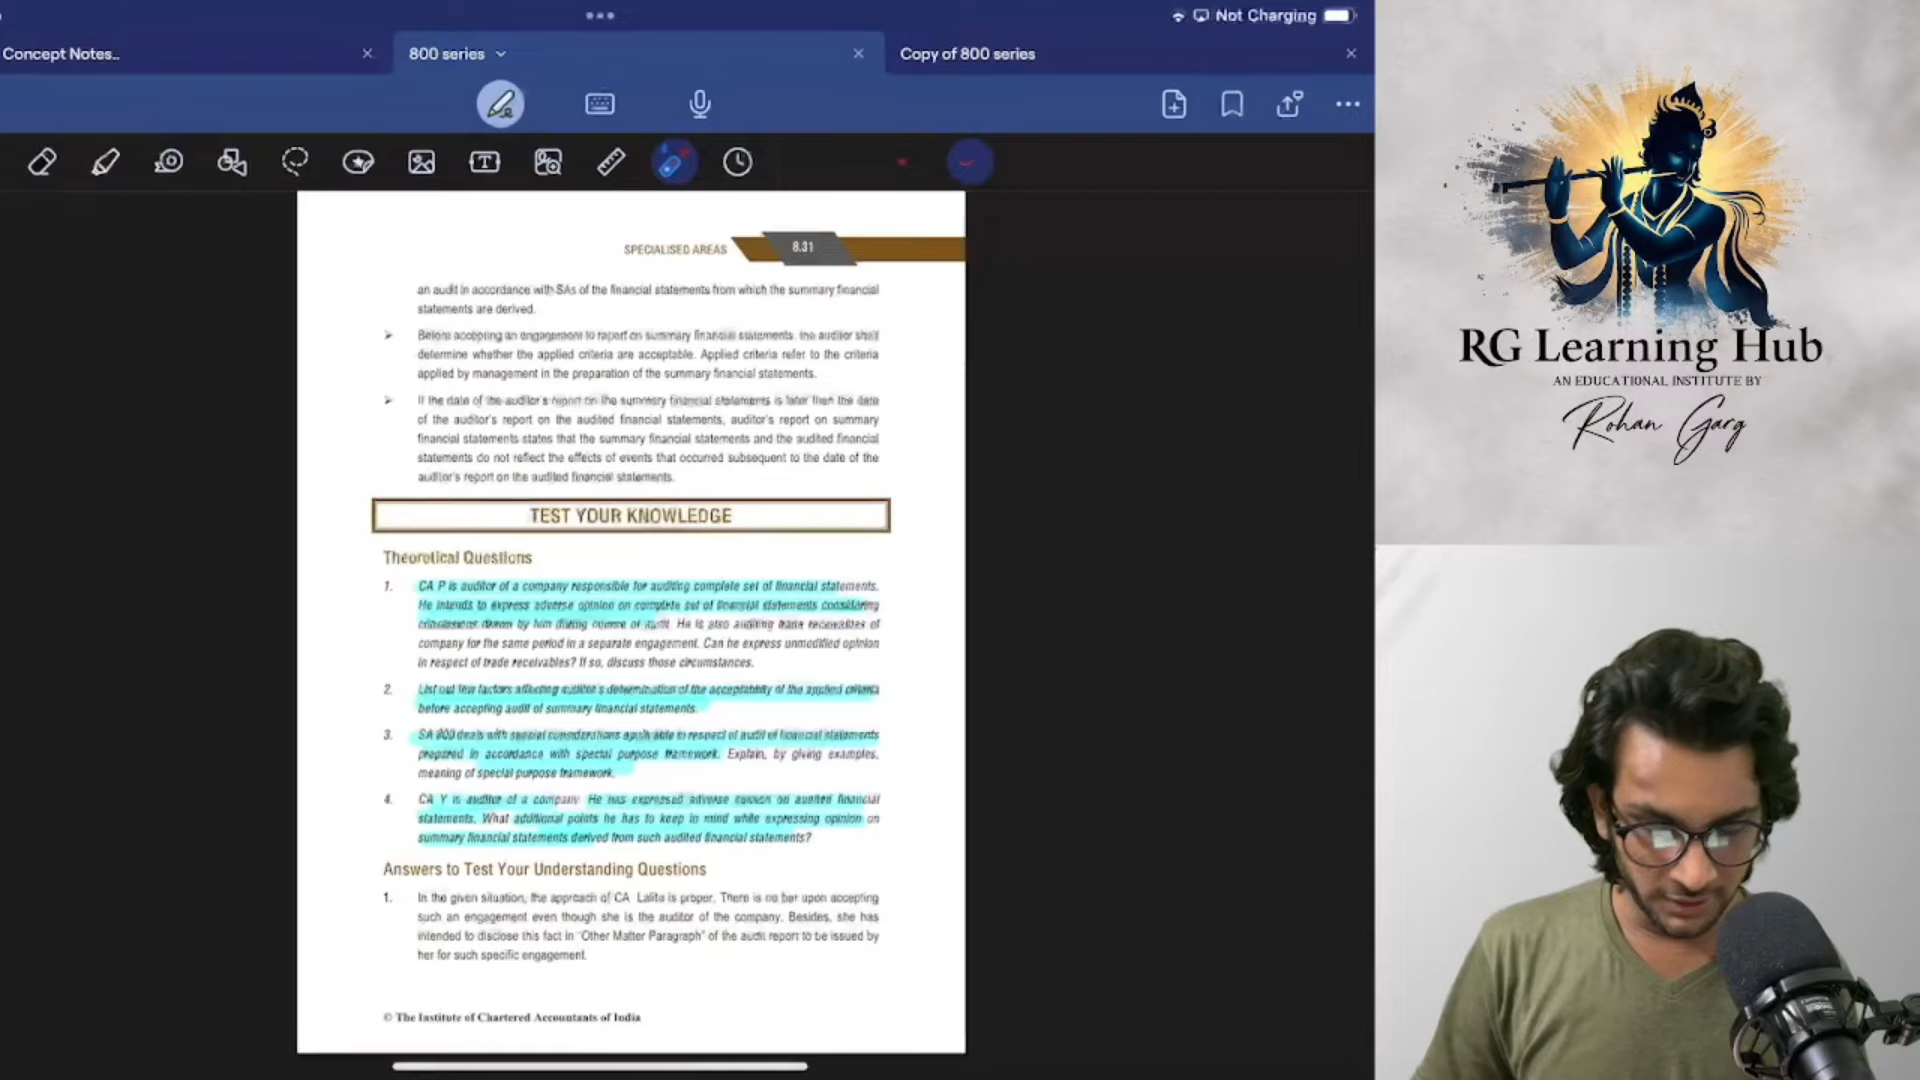 Not Charging
Concept Notes..
800 series
Copy of 800 series
SPECIALISED AREAS 8.31
an audit in accordance with SAs of the financial statements from which the summary financial
statements are derived.
➢ Before accepting an engagement to report on summary financial statements, the auditor shall
determine whether the applied criteria are acceptable. Applied criteria refer to the criteria
applied by management in the preparation of the summary financial statements.
➢ If the date of the auditor's report on the summary financial statements is later than the date
of the auditor's report on the audited financial statements, auditor's report on summary
financial statements states that the summary financial statements and the audited financial
statements do not reflect the effects of events that occurred subsequent to the date of the
auditor's report on the audited financial statements.
TEST YOUR KNOWLEDGE
Theoretical Questions
1. CA P is auditor of a company responsible for auditing complete set of financial statements.
He intends to express adverse opinion on complete set of financial statements considering
conclusions drawn by him during course of audit. He is also auditing trade receivables of
company for the same period in a separate engagement. Can he express unmodified opinion
in respect of trade receivables? If so, discuss those circumstances.
2. List out few factors affecting auditor's determination of the acceptability of the applied criteria
before accepting audit of summary financial statements.
3. SA 800 deals with special considerations applicable in respect of audit of financial statements
prepared in accordance with special purpose framework. Explain, by giving examples,
meaning of special purpose framework.
4. CA Y is auditor of a company. He has expressed adverse opinion on audited financial
statements. What additional points he has to keep in mind while expressing opinion on
summary financial statements derived from such audited financial statements?
Answers to Test Your Understanding Questions
1. In the given situation, the approach of CA Lalita is proper. There is no bar upon accepting
such an engagement even though she is the auditor of the company. Besides, she has
intended to disclose this fact in "Other Matter Paragraph" of the audit report to be issued by
her for such specific engagement.
© The Institute of Chartered Accountants of India
RG Learning Hub
AN EDUCATIONAL INSTITUTE BY
Rohan Garg